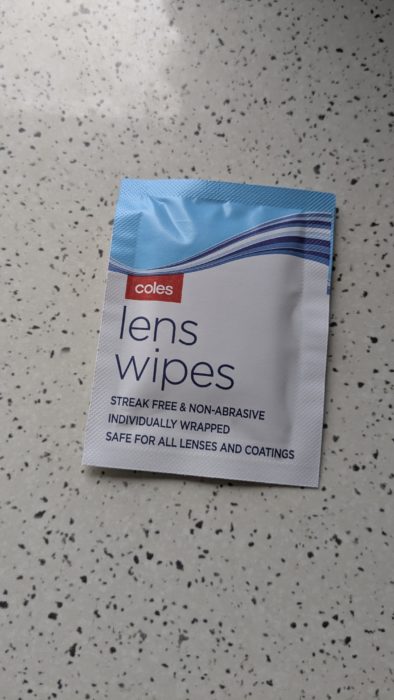 coles
lens
wipes
STREAK FREE & NON-ABRASIVE
INDIVIDUALLY WRAPPED
SAFE FOR ALL LENSES AND COATINGS